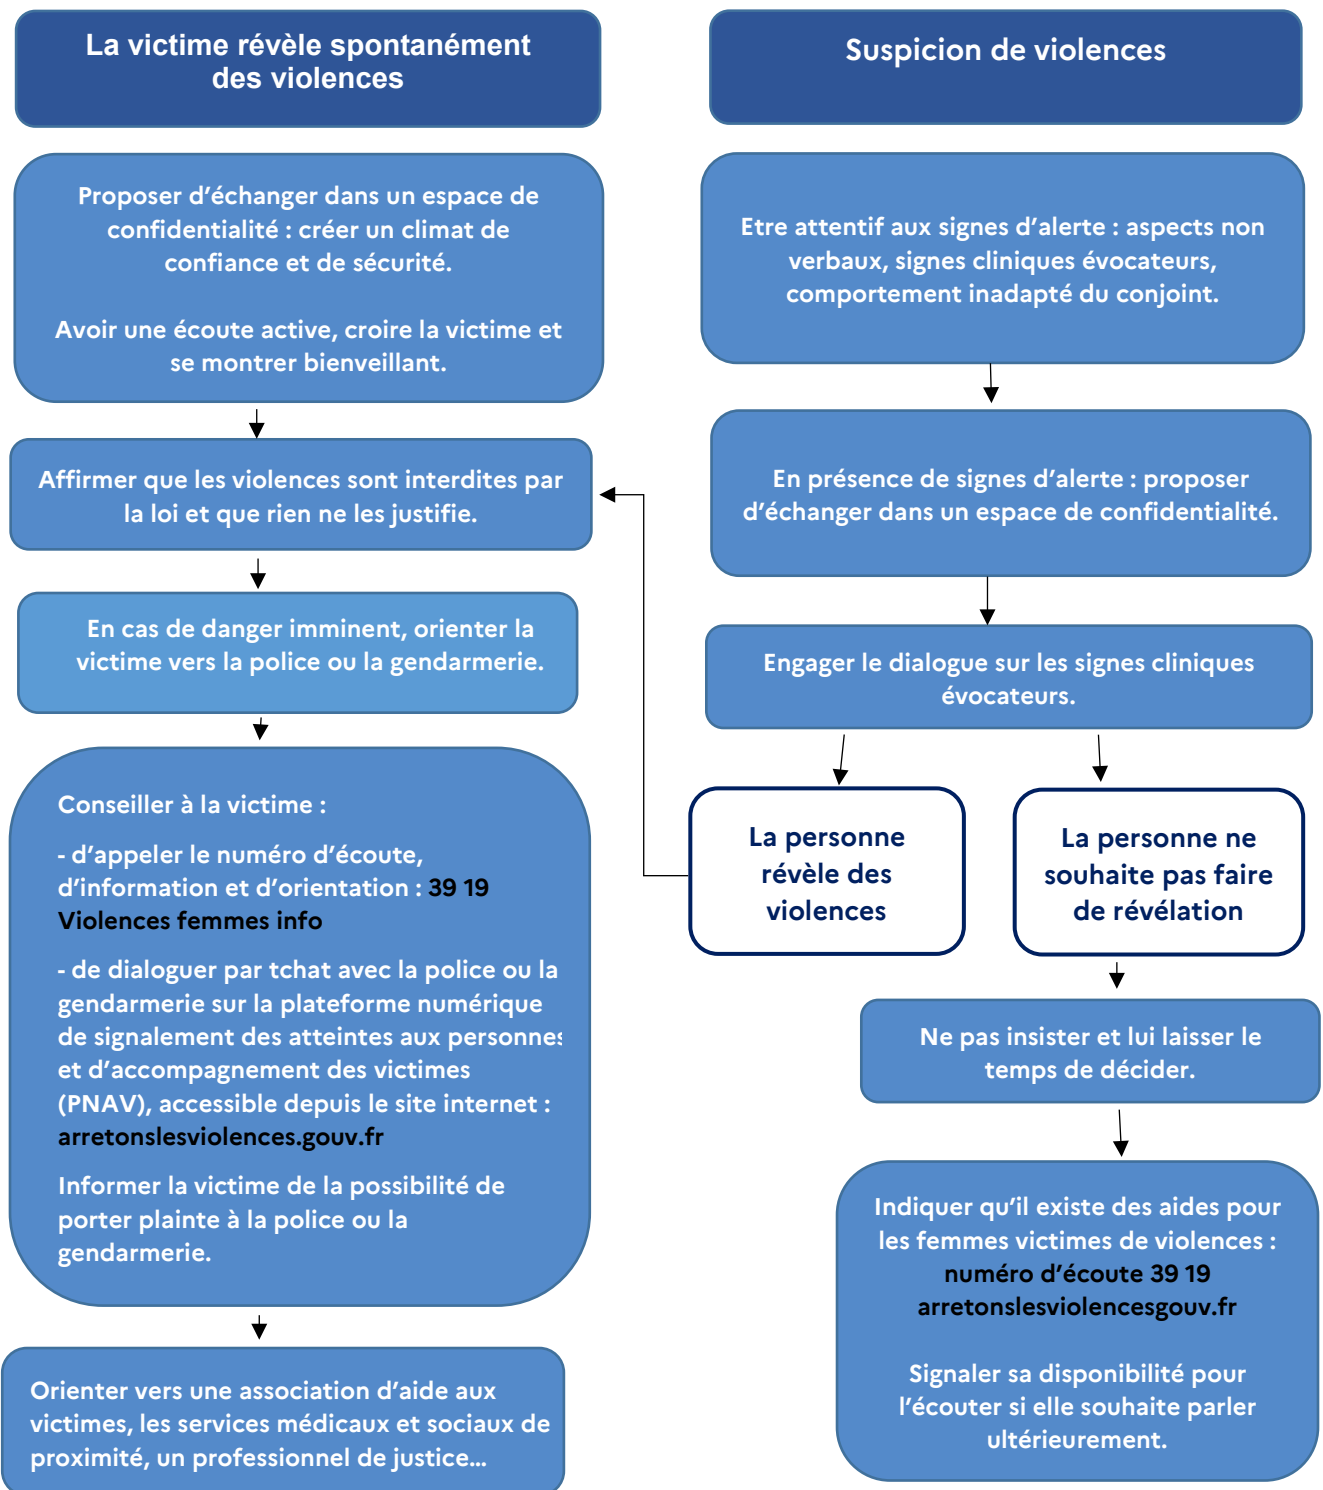 La victime révèle spontanément
des violences
Proposer d’échanger dans un espace de
confidentialité : créer un climat de
confiance et de sécurité.
Avoir une écoute active, croire la victime et
se montrer bienveillant.
Affirmer que les violences sont interdites par
la loi et que rien ne les justifie.
En cas de danger imminent, orienter la
victime vers la police ou la gendarmerie.
Conseiller à la victime :
- d’appeler le numéro d’écoute,
d’information et d’orientation : 39 19
Violences femmes info
- de dialoguer par tchat avec la police ou la
gendarmerie sur la plateforme numérique
de signalement des atteintes aux personnes
et d’accompagnement des victimes
(PNAV), accessible depuis le site internet :
arretonslesviolences.gouv.fr
Informer la victime de la possibilité de
porter plainte à la police ou la
gendarmerie.
Orienter vers une association d’aide aux
victimes, les services médicaux et sociaux de
proximité, un professionnel de justice…
Suspicion de violences
Etre attentif aux signes d’alerte : aspects non
verbaux, signes cliniques évocateurs,
comportement inadapté du conjoint.
En présence de signes d’alerte : proposer
d’échanger dans un espace de confidentialité.
Engager le dialogue sur les signes cliniques
évocateurs.
La personne
révèle des
violences
La personne ne
souhaite pas faire
de révélation
Ne pas insister et lui laisser le
temps de décider.
Indiquer qu’il existe des aides pour
les femmes victimes de violences :
numéro d’écoute 39 19
arretonslesviolencesgouv.fr
Signaler sa disponibilité pour
l’écouter si elle souhaite parler
ultérieurement.